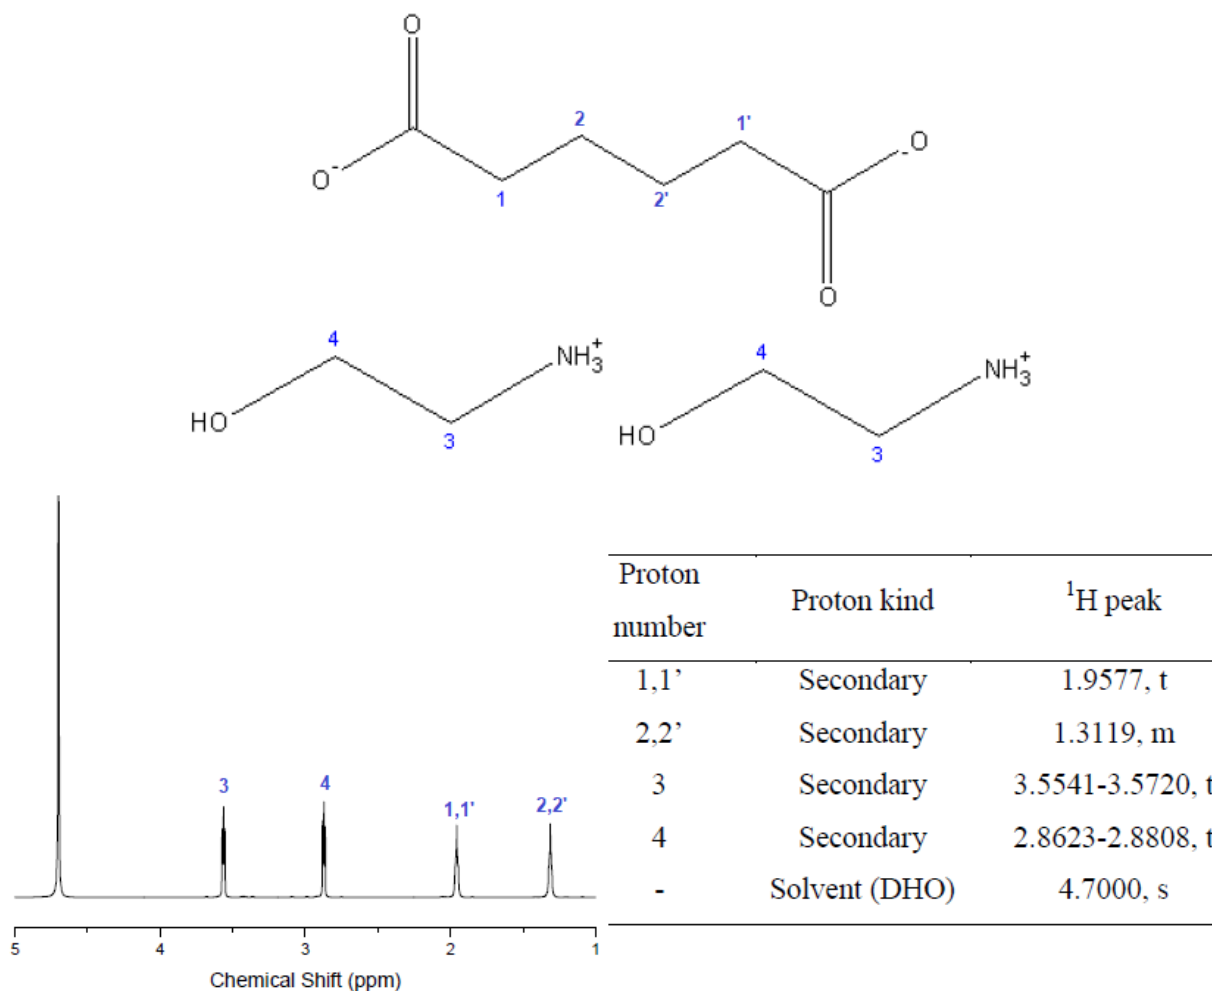 O
2
1'
O-
-O
1
2'
O
4
NH3+
4
NH3+
HO
3
HO
3
Proton number
Proton kind
1H peak
1,1’
Secondary
1.9577, t
2,2’
Secondary
1.3119, m
3
Secondary
3.5541-3.5720, t
4
Secondary
2.8623-2.8808, t
-
Solvent (DHO)
4.7000, s
3
4
1,1'
2,2'
5
4
3
2
1
Chemical Shift (ppm)